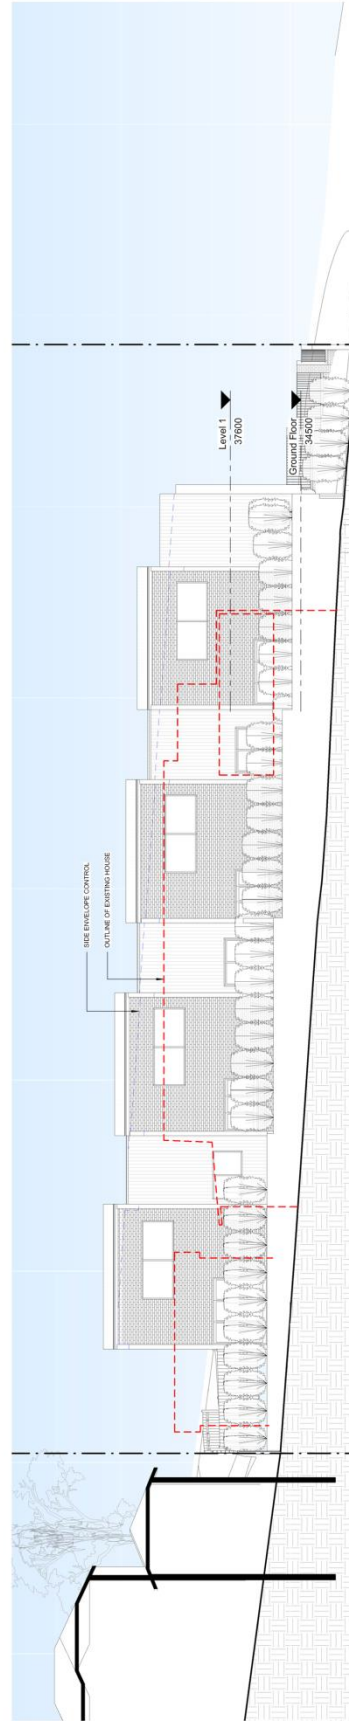 SIDE ENVELOPE CONTROL
OUTLINE OF EXISTING HOUSE
Level 1
37600
Ground Floor
34500